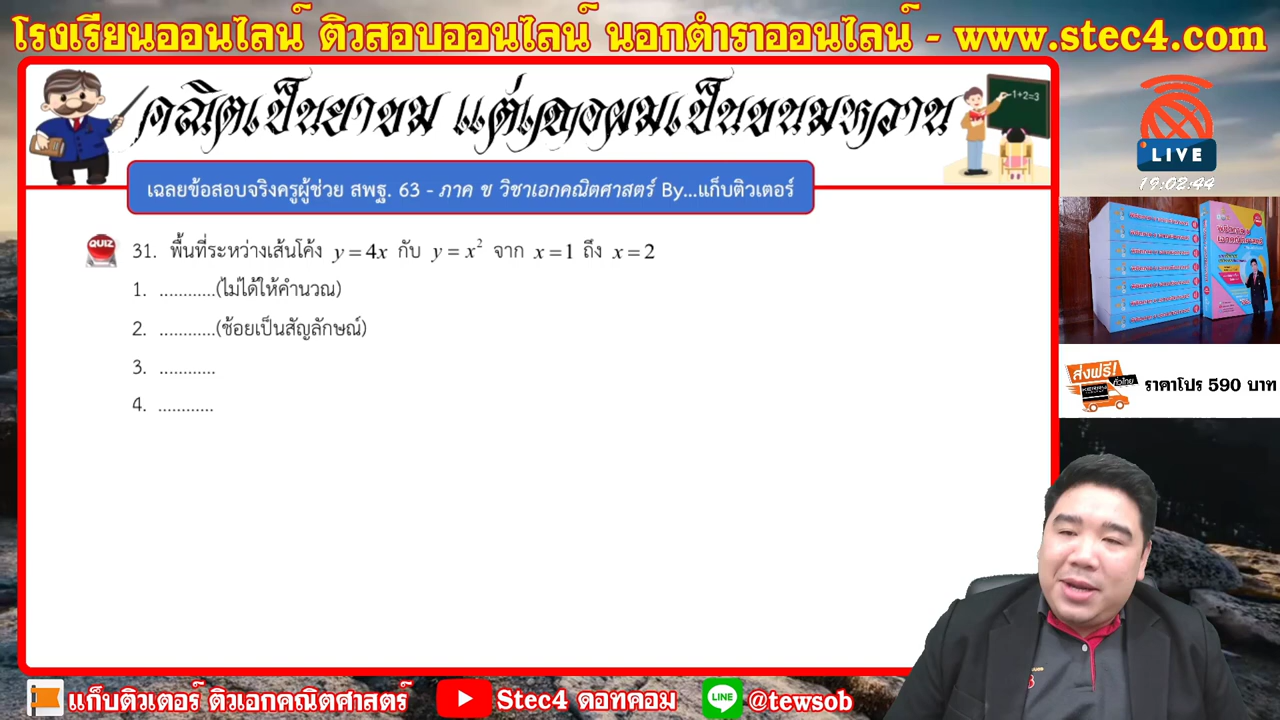 โรงเรียนออนไลน์ ติวสอบออนไลน์ นอกตำราออนไลน์ - www.stec4.com
คณิตเป็นยาขม แต่เจอผมเป็นขนมหวาน
1+2=3
LIVE
19:02:44
เฉลยข้อสอบจริงครูผู้ช่วย สพฐ. 63 - ภาค ข วิชาเอกคณิตศาสตร์ By...แก็บติวเตอร์
QUIZ
31. พื้นที่ระหว่างเส้นโค้ง y = 4x กับ y = x² จาก x = 1 ถึง x = 2
1. ............(ไม่ได้ให้คำนวณ)
2. ............(ช้อยเป็นสัญลักษณ์)
3. ............
4. ............
ส่งฟรี!
ทั่วไทย
ราคาโปร 590 บาท
แก็บติวเตอร์ ติวเอกคณิตศาสตร์
Stec4 ดอทคอม
LINE
@tewsob